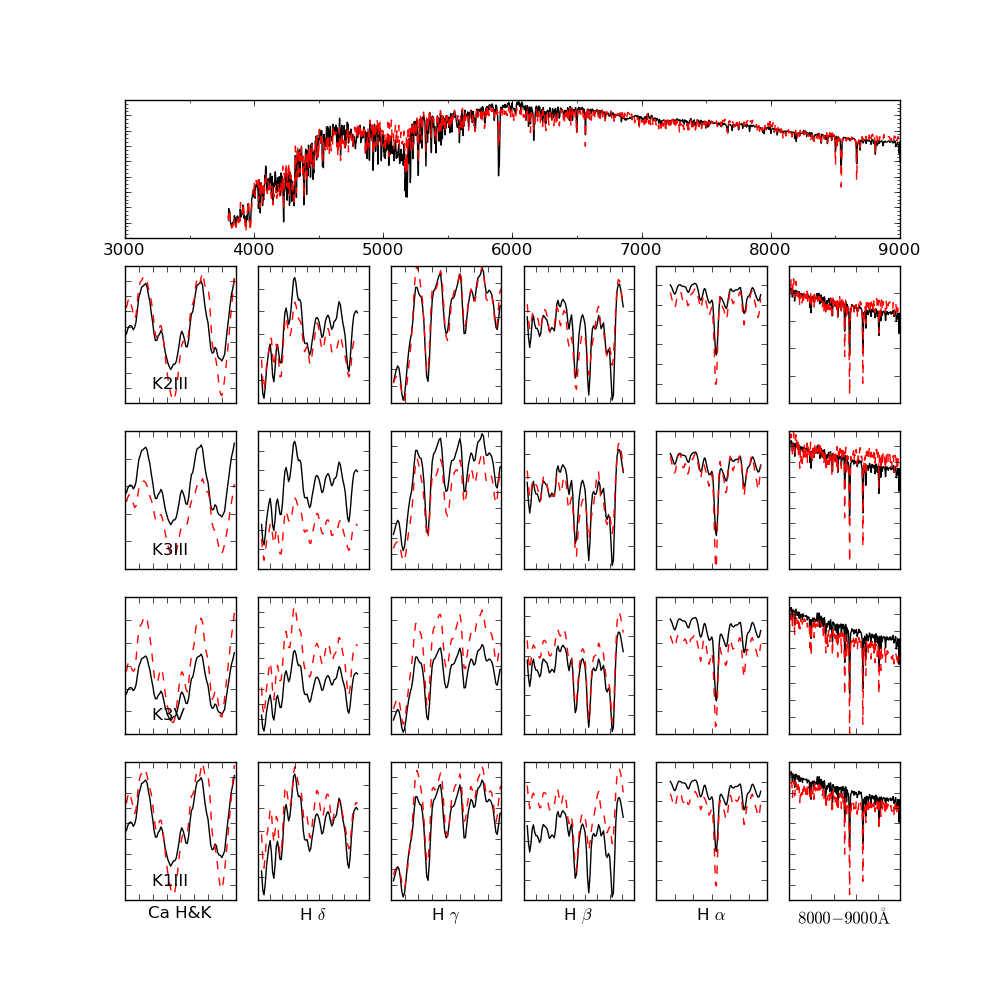 3000 4000 5000 6000 7000 8000 9000
K2III
K3III
K3V
K1III
Ca H&K H δ H γ H β H α 8000−9000Å